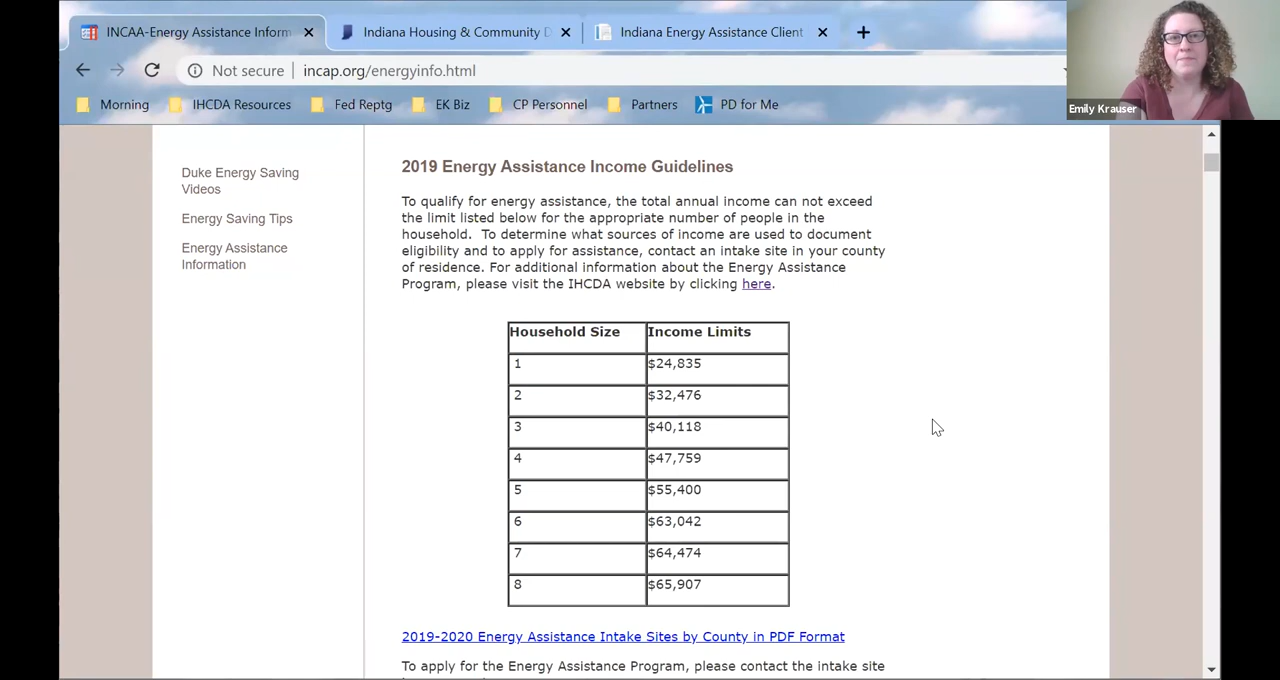 INCAA-Energy Assistance Inform
Indiana Housing & Community D
Indiana Energy Assistance Client
Not secure | incap.org/energyinfo.html
Morning
IHCDA Resources
Fed Reptg
EK Biz
CP Personnel
Partners
PD for Me
Emily Krauser
Duke Energy Saving
Videos
Energy Saving Tips
Energy Assistance
Information
2019 Energy Assistance Income Guidelines
To qualify for energy assistance, the total annual income can not exceed
the limit listed below for the appropriate number of people in the
household. To determine what sources of income are used to document
eligibility and to apply for assistance, contact an intake site in your county
of residence. For additional information about the Energy Assistance
Program, please visit the IHCDA website by clicking here.
Household Size Income Limits
1 $24,835
2 $32,476
3 $40,118
4 $47,759
5 $55,400
6 $63,042
7 $64,474
8 $65,907
2019-2020 Energy Assistance Intake Sites by County in PDF Format
To apply for the Energy Assistance Program, please contact the intake site